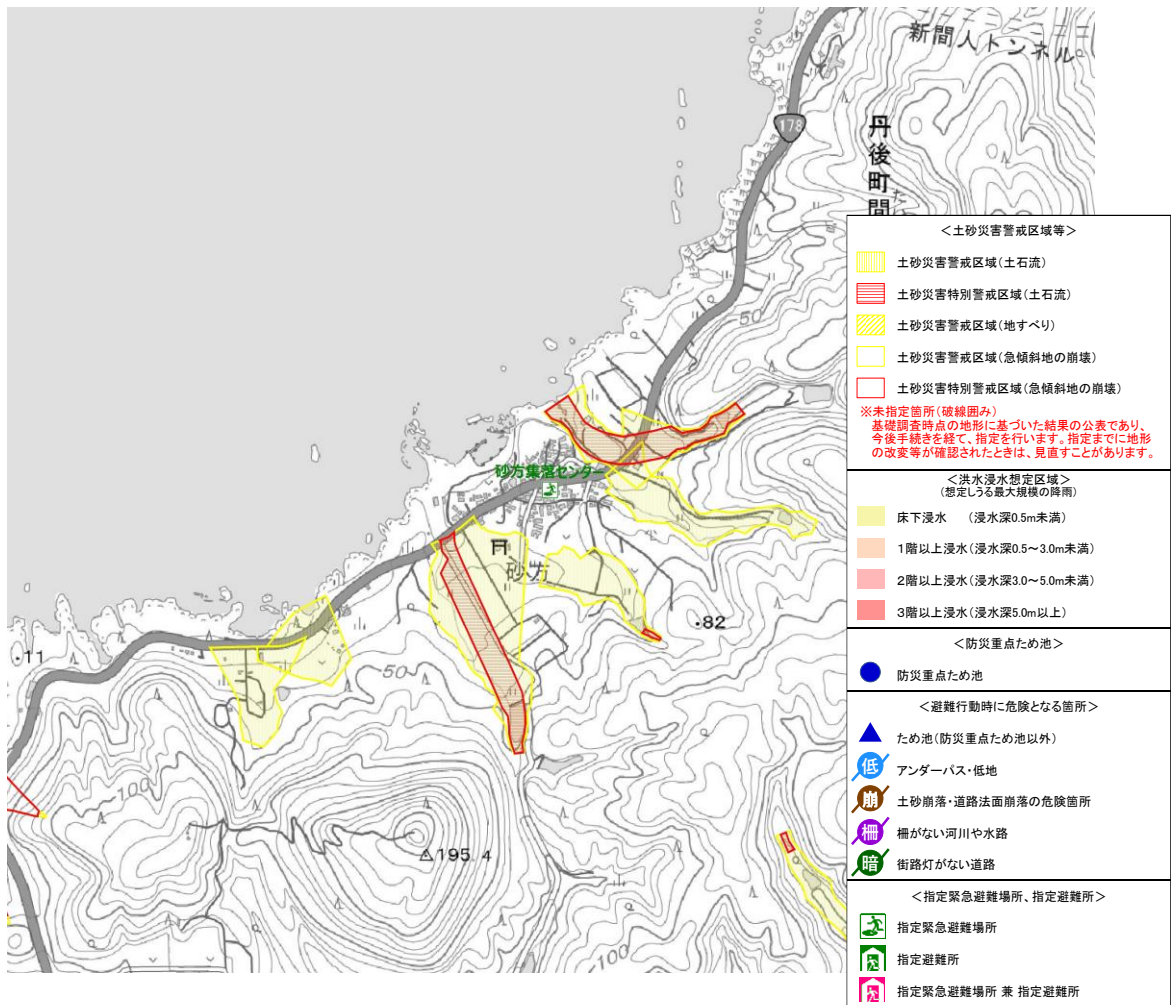 新間人トンネル
178
丹後町間
た
50
砂方集落センター
砂方
・82
・11
50
100
195.4
100
＜土砂災害警戒区域等＞
土砂災害警戒区域（土石流）
土砂災害特別警戒区域（土石流）
土砂災害警戒区域（地すべり）
土砂災害警戒区域（急傾斜地の崩壊）
土砂災害特別警戒区域（急傾斜地の崩壊）
※未指定箇所（破線囲み）
基礎調査時点の地形に基づいた結果の公表であり、
今後手続きを経て、指定を行います。指定までに地形
の改変等が確認されたときは、見直すことがあります。
＜洪水浸水想定区域＞
（想定しうる最大規模の降雨）
床下浸水　（浸水深0.5m未満）
1階以上浸水（浸水深0.5～3.0m未満）
2階以上浸水（浸水深3.0～5.0m未満）
3階以上浸水（浸水深5.0m以上）
＜防災重点ため池＞
防災重点ため池
＜避難行動時に危険となる箇所＞
ため池（防災重点ため池以外）
低 アンダーパス・低地
崩 土砂崩落・道路法面崩落の危険箇所
柵 柵がない河川や水路
暗 街路灯がない道路
＜指定緊急避難場所、指定避難所＞
指定緊急避難場所
指定避難所
指定緊急避難場所 兼 指定避難所